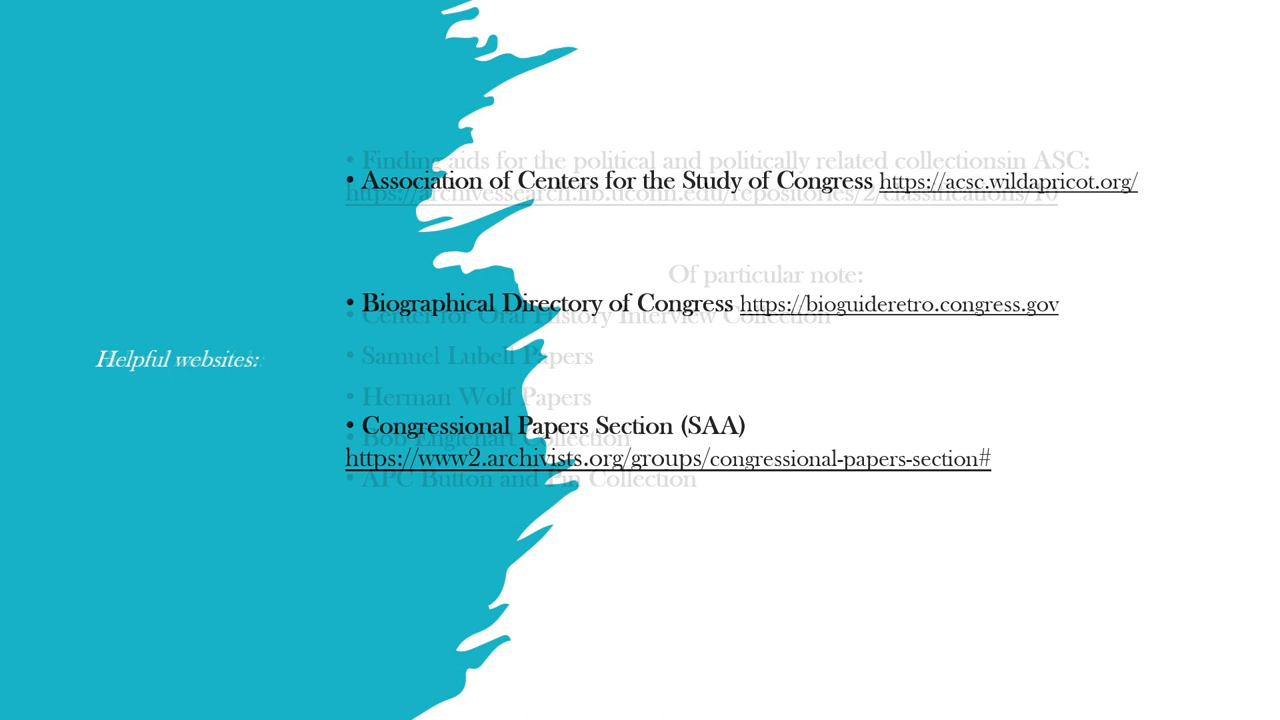 • Finding aids for the political and politically related collectionsin ASC:
• Association of Centers for the Study of Congress https://acsc.wildapricot.org/
https://archivessearch.lib.uconn.edu/repositories/2/classifications/10
Of particular note:
• Biographical Directory of Congress https://bioguideretro.congress.gov
• Center for Oral History Interview Collection
• Samuel Lubell Papers
Helpful websites:
• Herman Wolf Papers
• Congressional Papers Section (SAA)
• Bob Englehart Collection
https://www2.archivists.org/groups/congressional-papers-section#
• APC Button and Pin Collection